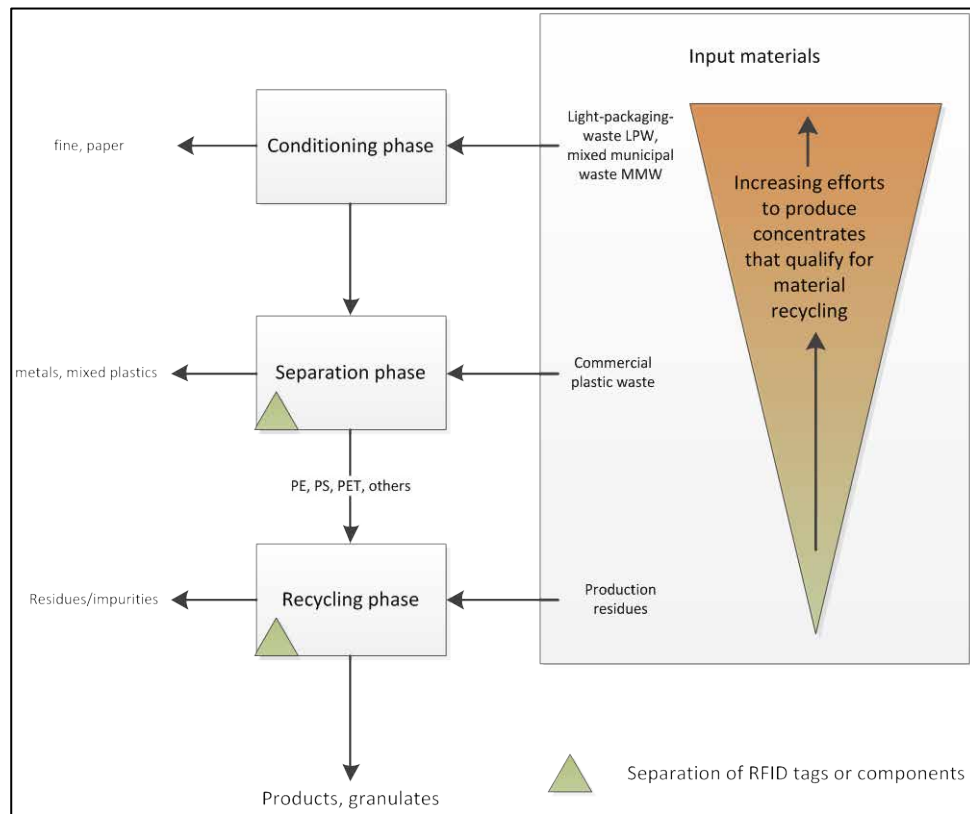 Input materials
Conditioning phase
fine, paper
Light-packaging-
waste LPW,
mixed municipal
waste MMW
Increasing efforts
to produce
concentrates
that qualify for
material
recycling
Separation phase
metals, mixed plastics
Commercial
plastic waste
PE, PS, PET, others
Recycling phase
Residues/impurities
Production
residues
Products, granulates
Separation of RFID tags or components